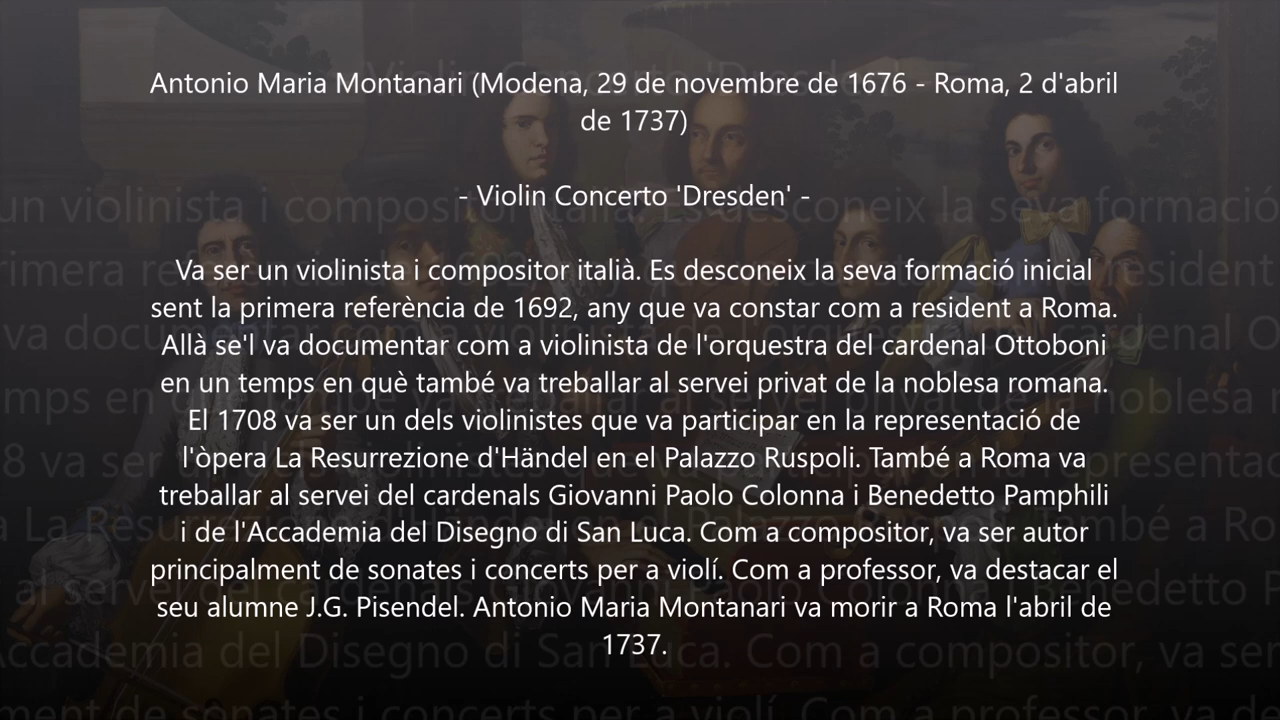 Antonio Maria Montanari (Modena, 29 de novembre de 1676 - Roma, 2 d'abril
de 1737)
- Violin Concerto 'Dresden' -
Va ser un violinista i compositor italià. Es desconeix la seva formació inicial
sent la primera referència de 1692, any que va constar com a resident a Roma.
Allà se'l va documentar com a violinista de l'orquestra del cardenal Ottoboni
en un temps en què també va treballar al servei privat de la noblesa romana.
El 1708 va ser un dels violinistes que va participar en la representació de
l'òpera La Resurrezione d'Händel en el Palazzo Ruspoli. També a Roma va
treballar al servei del cardenals Giovanni Paolo Colonna i Benedetto Pamphili
i de l'Accademia del Disegno di San Luca. Com a compositor, va ser autor
principalment de sonates i concerts per a violí. Com a professor, va destacar el
seu alumne J.G. Pisendel. Antonio Maria Montanari va morir a Roma l'abril de
1737.